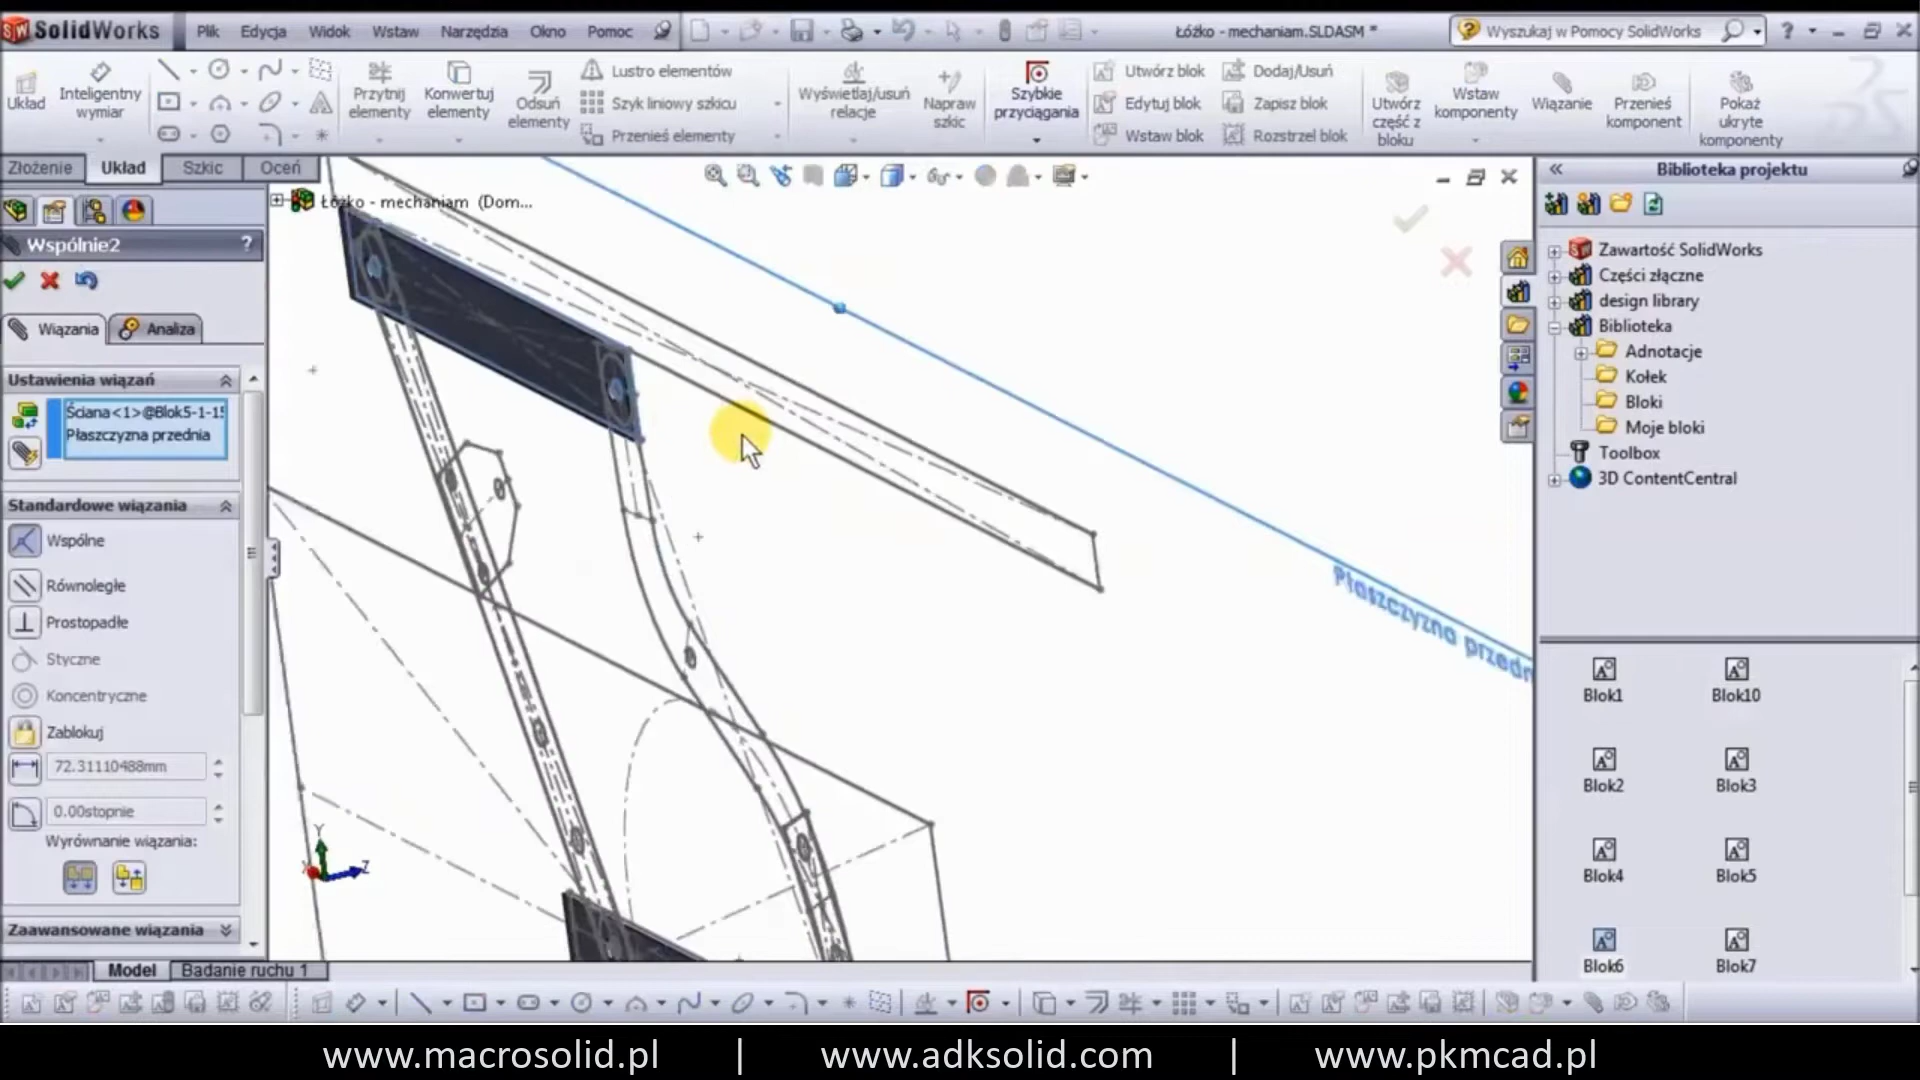 SolidWorks
Plik Edycja Widok Wstaw Narzędzia Okno Pomoc
Łóżko - mechaniam.SLDASM *
Wyszukaj w Pomocy SolidWorks
Układ
Inteligentny wymiar
Przytnij elementy
Konwertuj elementy
Odsuń elementy
Lustro elementów
Szyk liniowy szkicu
Przenieś elementy
Wyświetlaj/usuń relacje
Napraw szkic
Szybkie przyciągania
Utwórz blok
Edytuj blok
Wstaw blok
Dodaj/Usuń
Zapisz blok
Rozstrzel blok
Utwórz część z bloku
Wstaw komponenty
Wiązanie
Przenieś komponent
Pokaż ukryte komponenty
Złożenie Układ Szkic Oceń
Łóżko - mechaniam (Dom...
Wspólnie2 ?
Wiązania Analiza
Ustawienia wiązań
Ściana<1>@Blok5-1-15
Płaszczyzna przednia
Standardowe wiązania
Wspólne
Równoległe
Prostopadłe
Styczne
Koncentryczne
Zablokuj
72.31110488mm
0.00stopnie
Wyrównanie wiązania:
Zaawansowane wiązania
Płaszczyzna przedn
Y
X
Z
Model Badanie ruchu 1
Biblioteka projektu
Zawartość SolidWorks
Części złączne
design library
Biblioteka
Adnotacje
Kołek
Bloki
Moje bloki
Toolbox
3D ContentCentral
Blok1 Blok10
Blok2 Blok3
Blok4 Blok5
Blok6 Blok7
www.macrosolid.pl | www.adksolid.com | www.pkmcad.pl